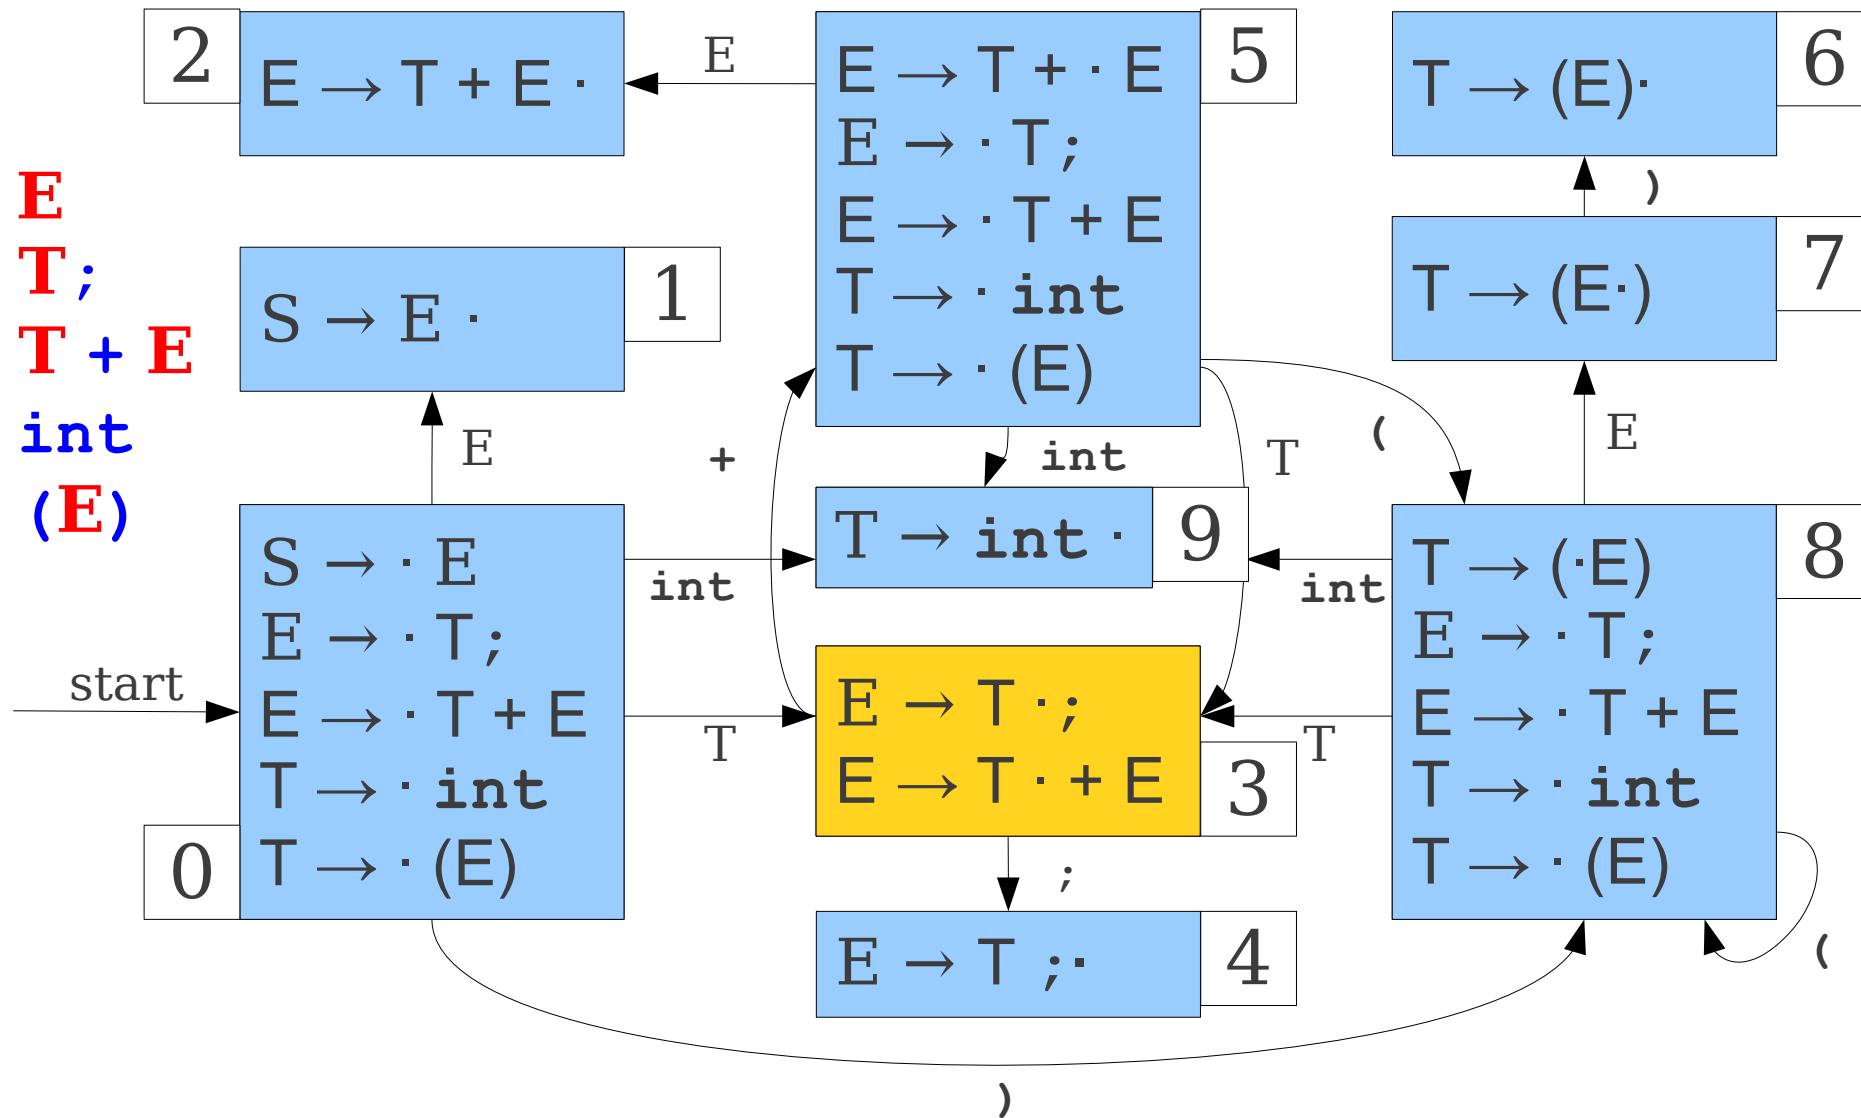 2
E → T + E ·
E
5
E → T + · E
E → · T ;
E → · T + E
T → · int
T → · (E)
6
T → (E)·
)
7
T → (E·)
E
T ;
T + E
int
(E)
1
S → E ·
E
+
int
T
(
E
9
T → int ·
start
0
S → · E
E → · T ;
E → · T + E
T → · int
T → · (E)
int
T
3
E → T · ;
E → T · + E
;
4
E → T ; ·
int
T
8
T → (·E)
E → · T ;
E → · T + E
T → · int
T → · (E)
(
)